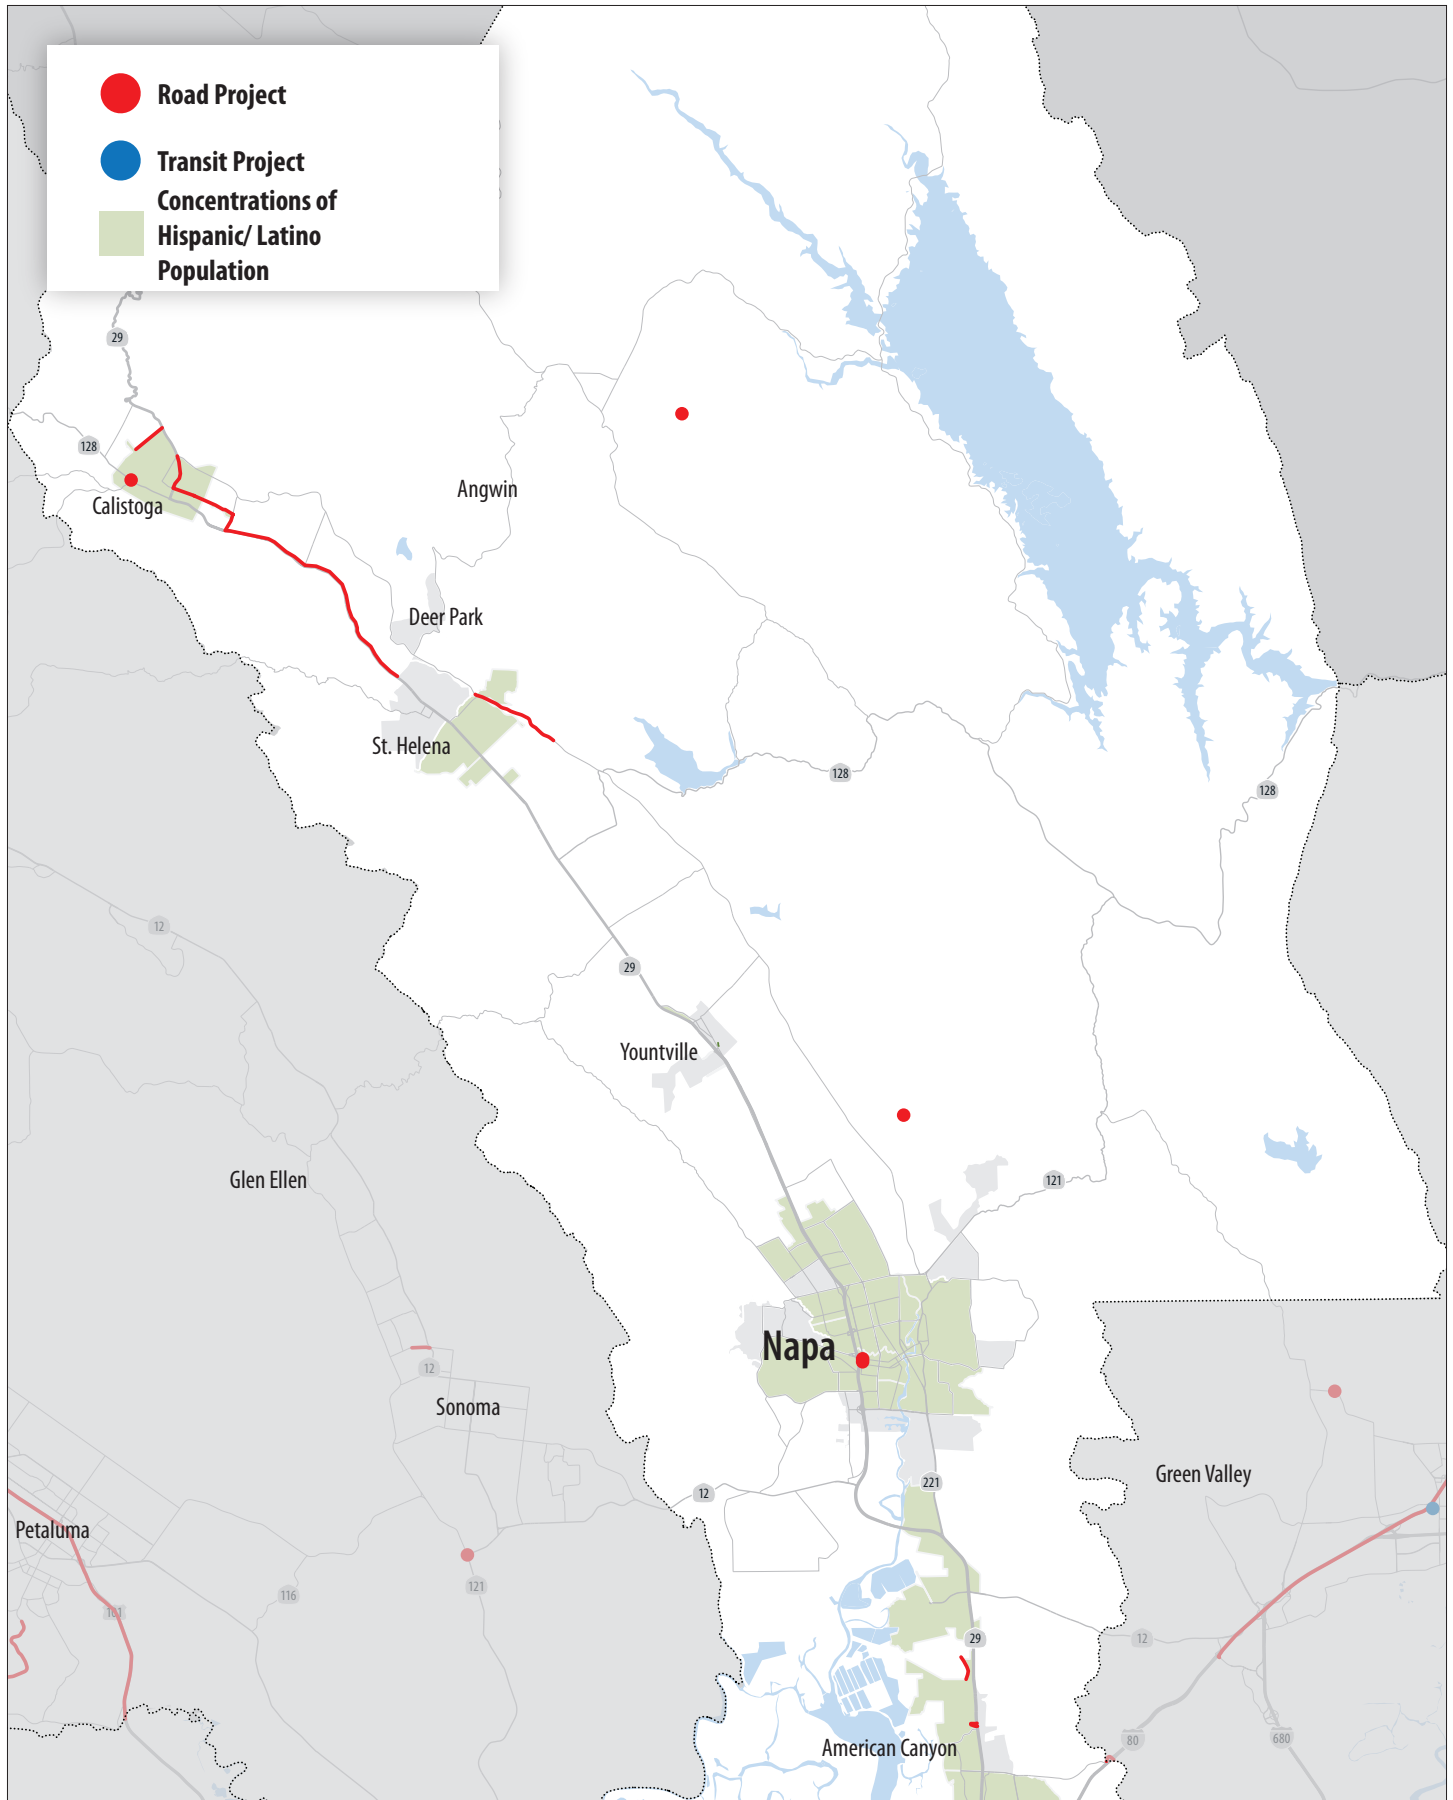 Road Project
Transit Project
Concentrations of
Hispanic/ Latino
Population
29
128
Calistoga
Angwin
Deer Park
St. Helena
128
128
12
29
Yountville
Glen Ellen
121
Napa
12
Sonoma
Green Valley
221
12
Petaluma
121
116
101
29
12
80
680
American Canyon